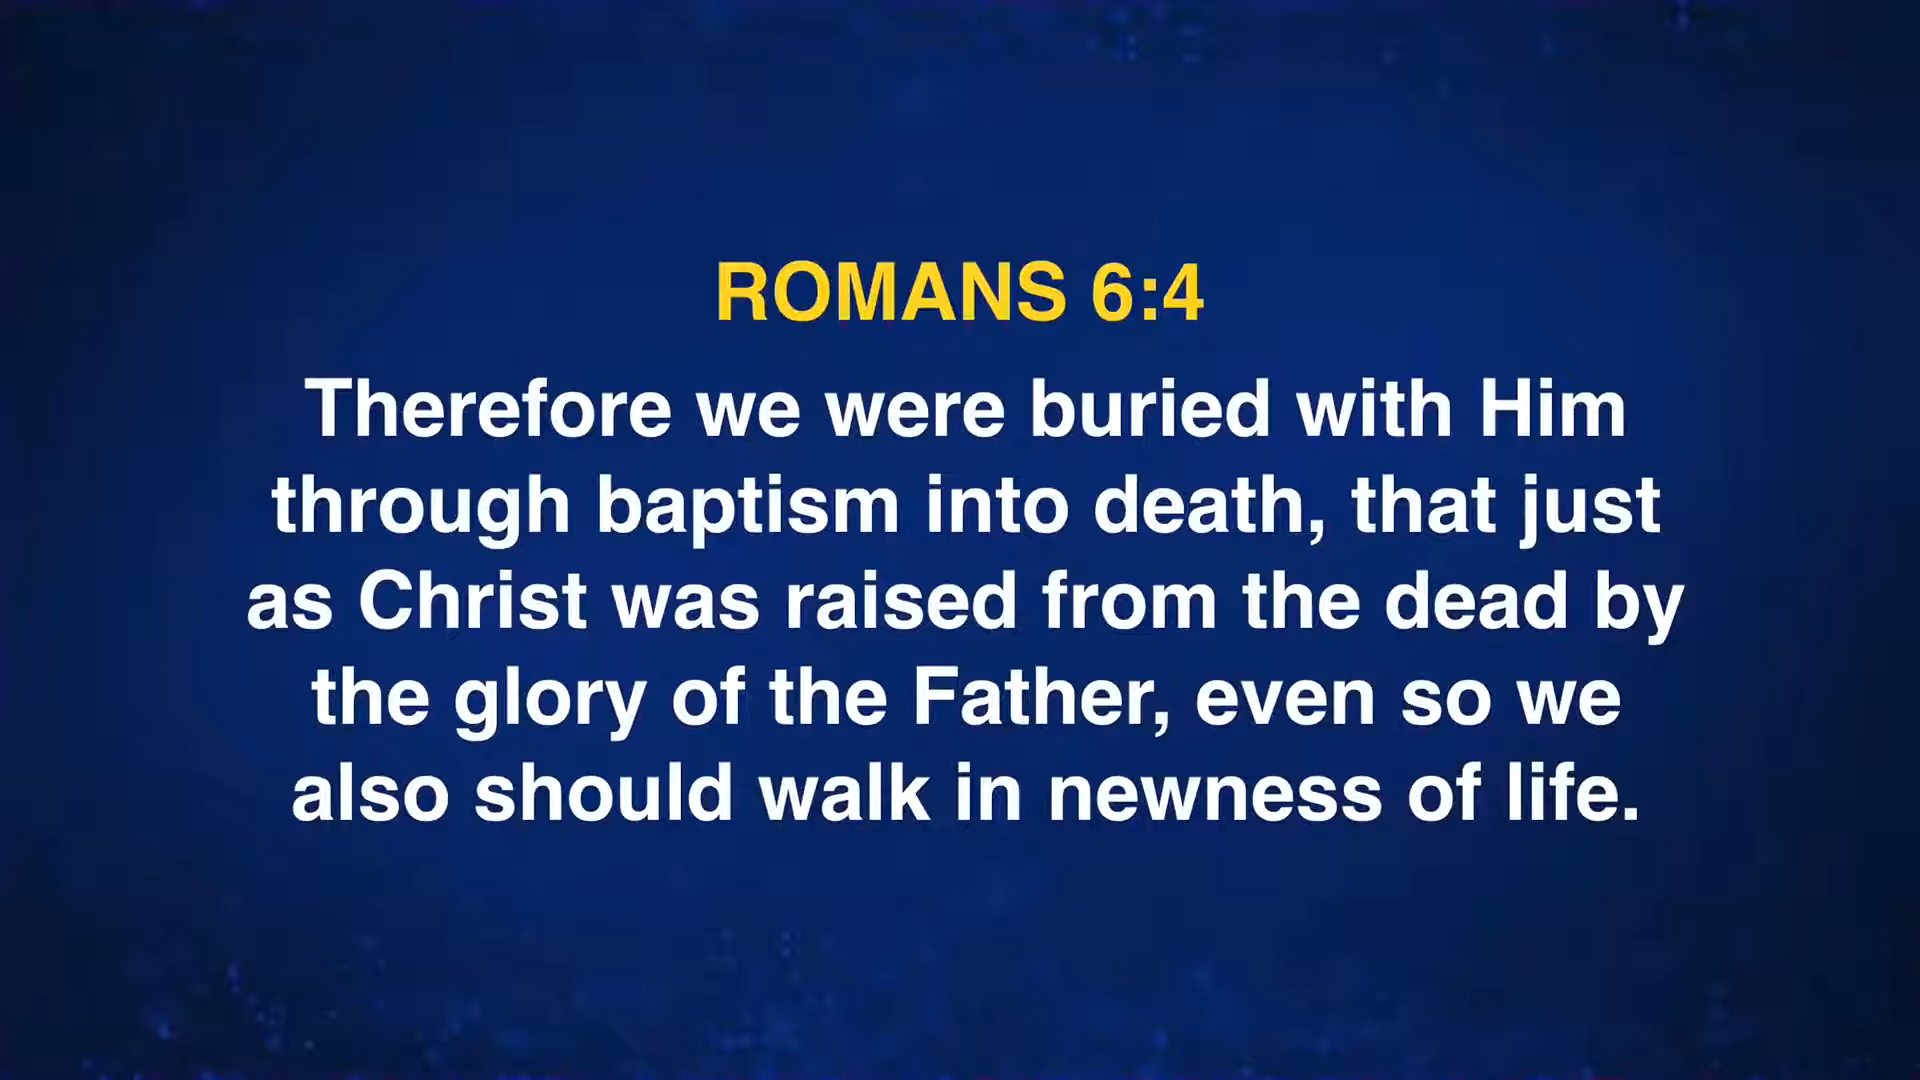 ROMANS 6:4
Therefore we were buried with Him
through baptism into death, that just
as Christ was raised from the dead by
the glory of the Father, even so we
also should walk in newness of life.